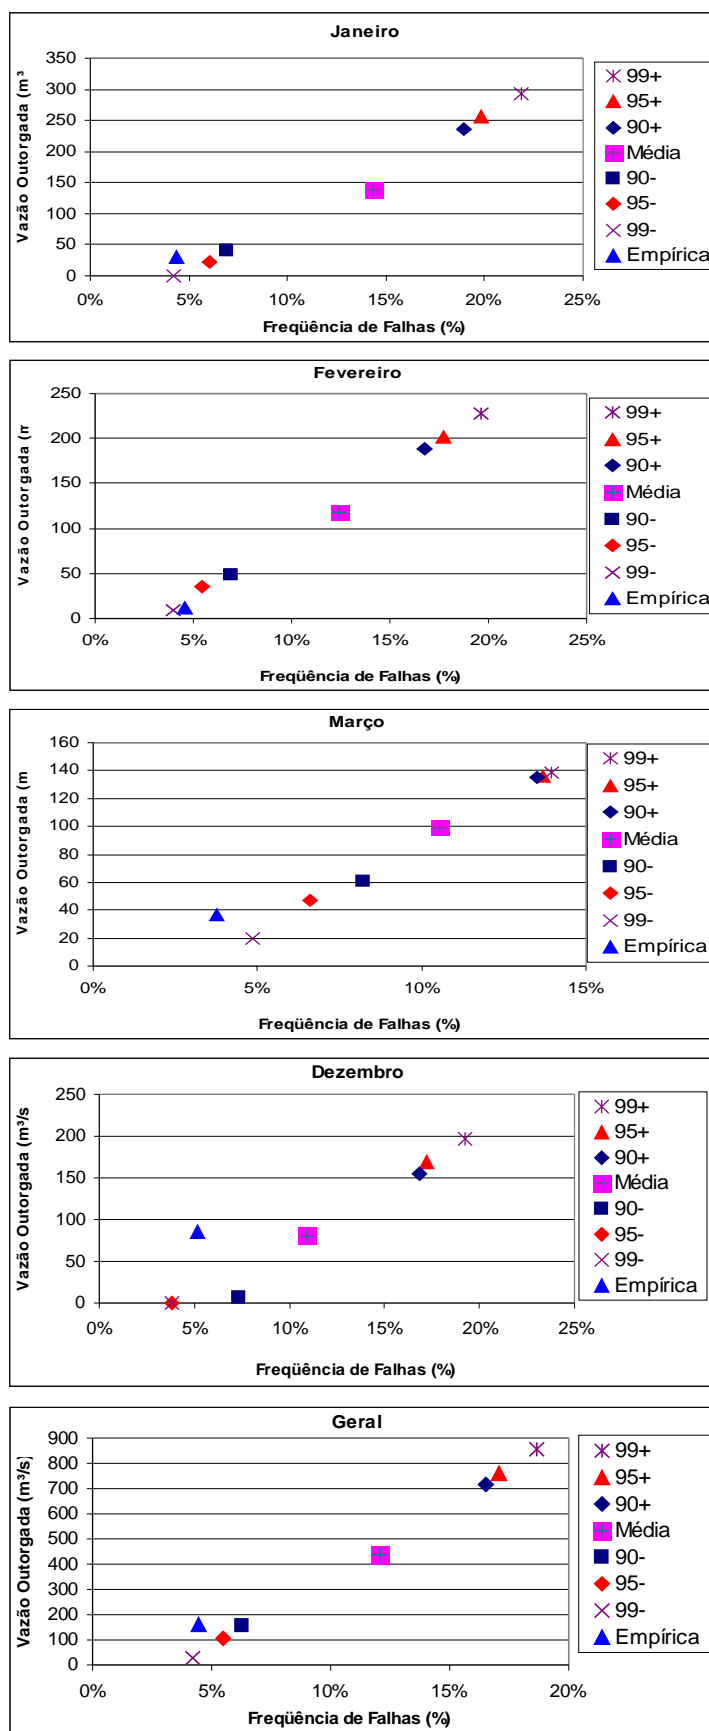 Janeiro
Vazão Outorgada (m³
350
300
250
200
150
100
50
0
0% 5% 10% 15% 20% 25%
Freqüência de Falhas (%)
99+
95+
90+
Média
90-
95-
99-
Empírica
Fevereiro
Vazão Outorgada (m
250
200
150
100
50
0
0% 5% 10% 15% 20% 25%
Freqüência de Falhas (%)
99+
95+
90+
Média
90-
95-
99-
Empírica
Março
Vazão Outorgada (m
160
140
120
100
80
60
40
20
0
0% 5% 10% 15%
Freqüência de Falhas (%)
99+
95+
90+
Média
90-
95-
99-
Empírica
Dezembro
Vazão Outorgada (m³/s
250
200
150
100
50
0
0% 5% 10% 15% 20% 25%
Freqüência de Falhas (%)
99+
95+
90+
Média
90-
95-
99-
Empírica
Geral
Vazão Outorgada (m³/s)
900
800
700
600
500
400
300
200
100
0
0% 5% 10% 15% 20%
Freqüência de Falhas (%)
99+
95+
90+
Média
90-
95-
99-
Empírica